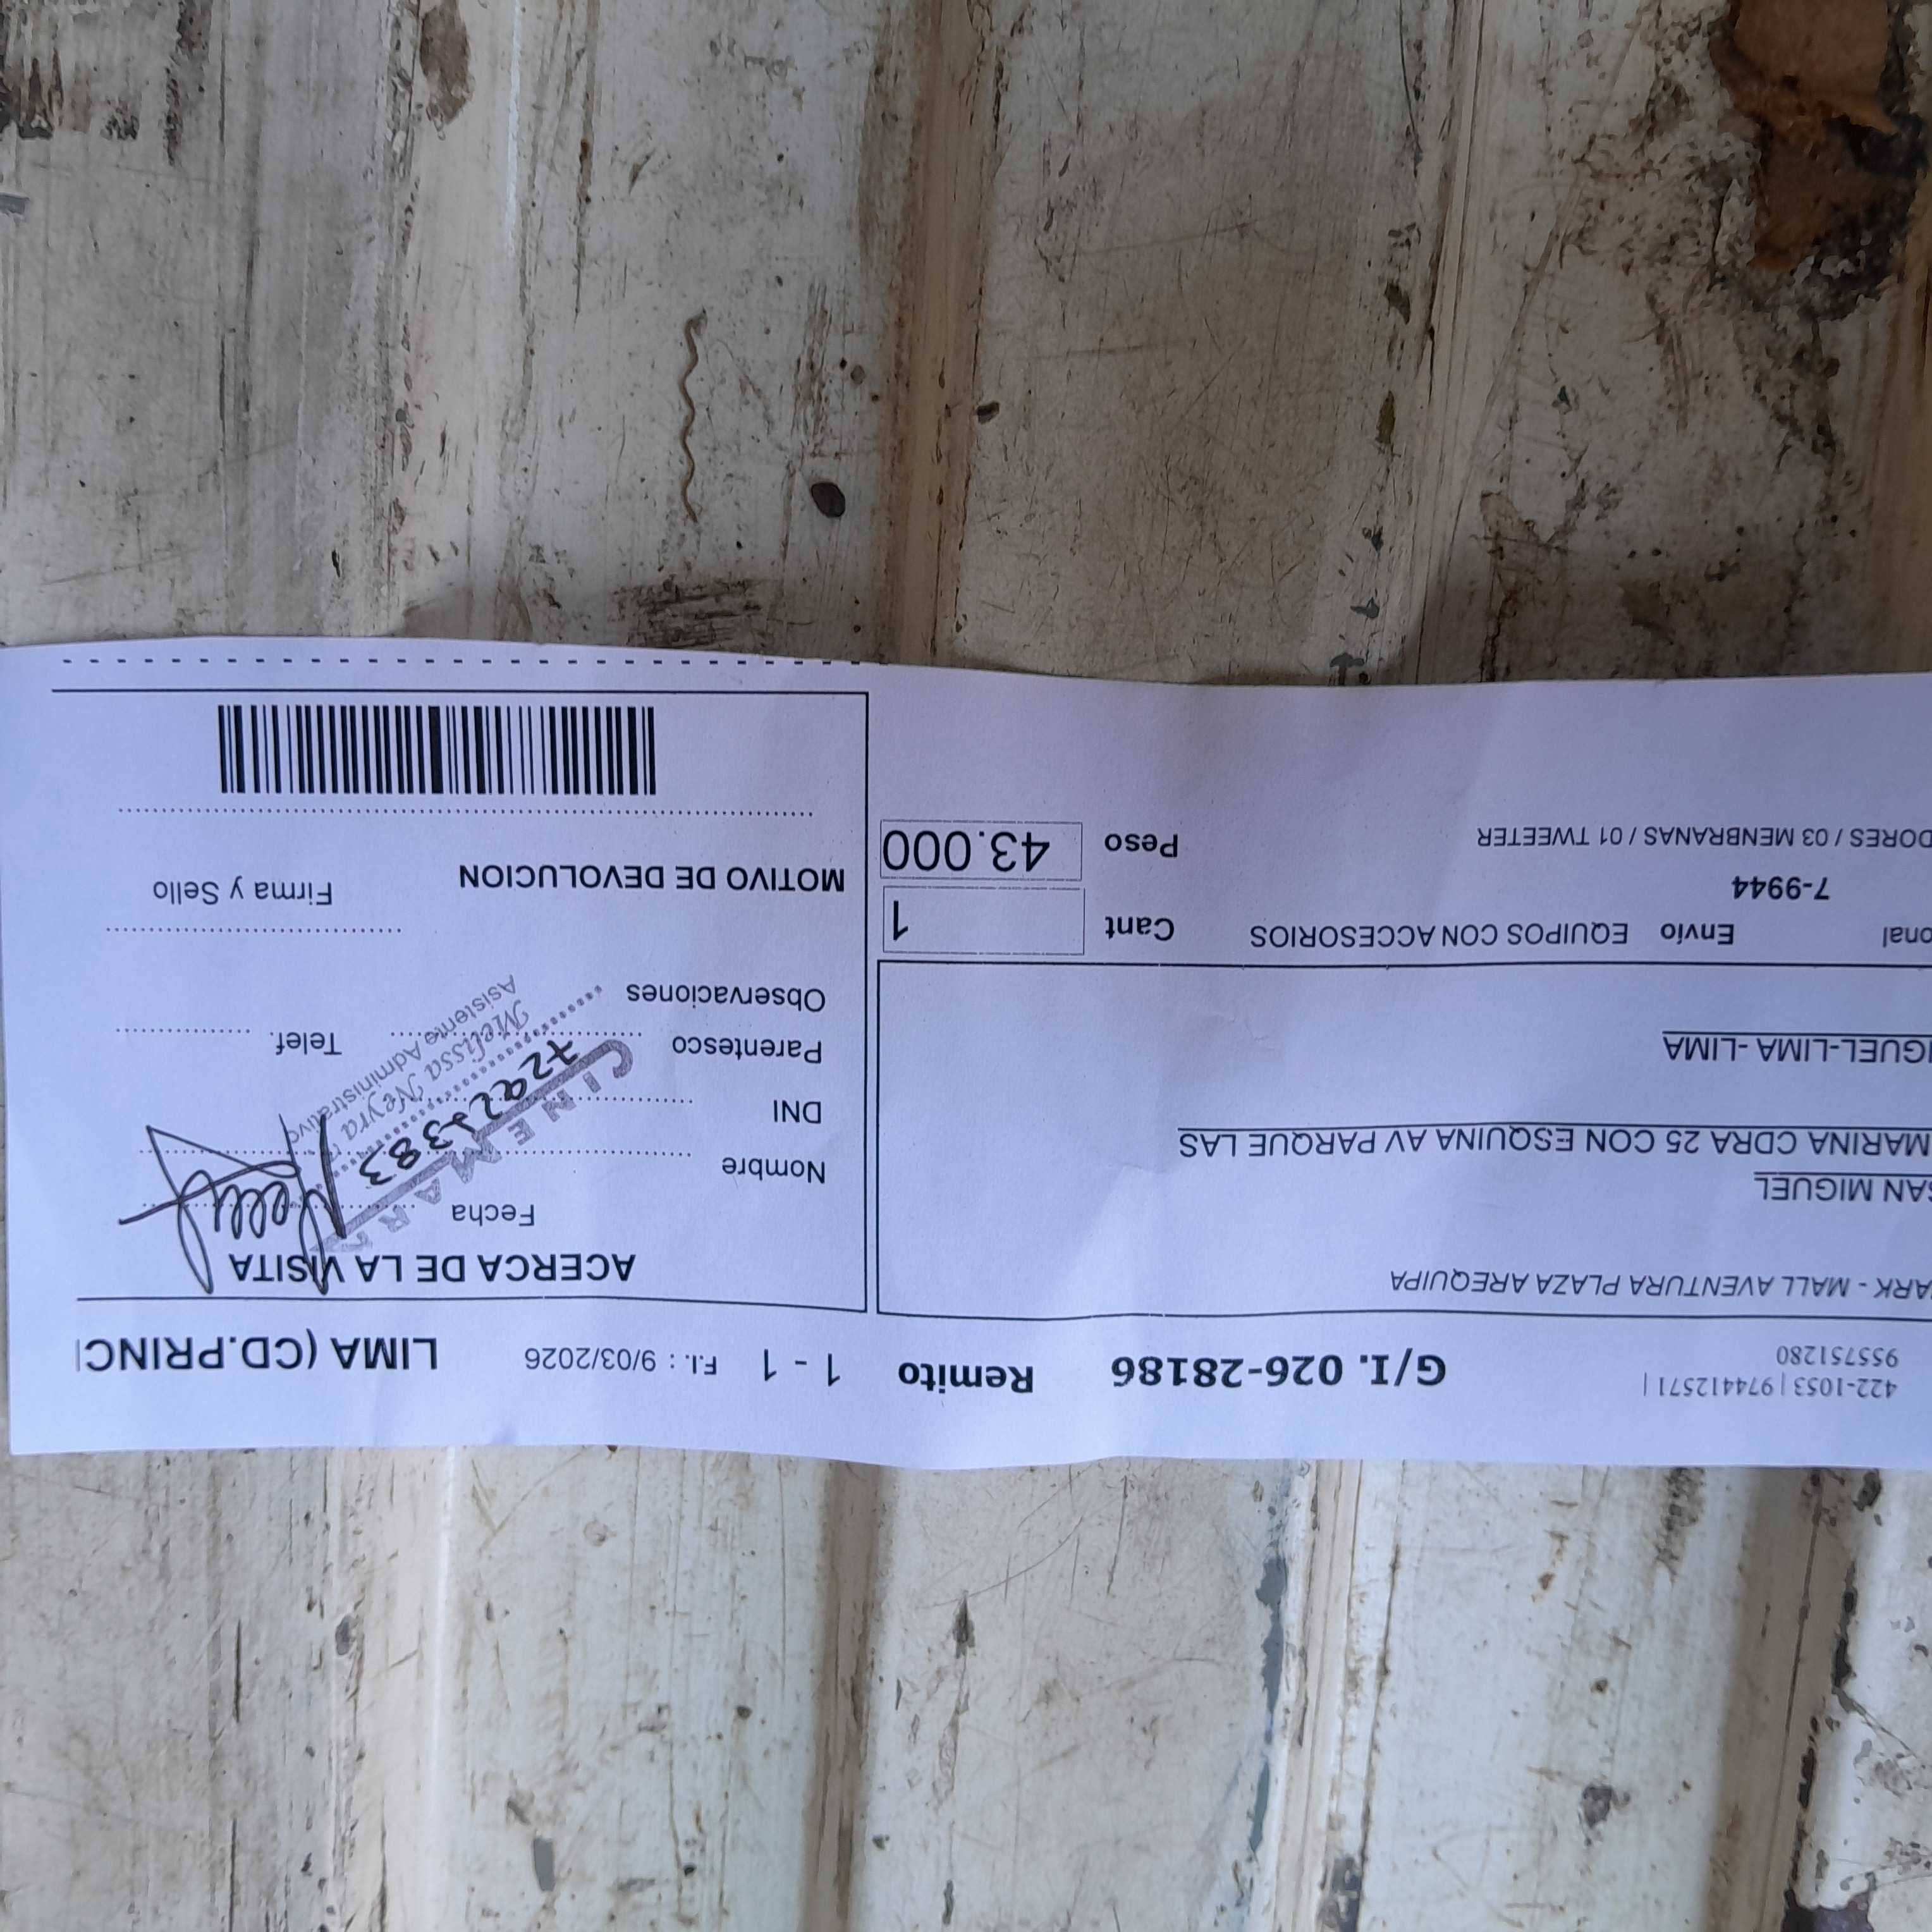 422-1053 | 974412571 |
955751280
G/I. 026-28186
Remito 1 - 1 F.I. : 9/03/2026 LIMA (CD.PRINC
ARK - MALL AVENTURA PLAZA AREQUIPA
SAN MIGUEL
MARINA CDRA 25 CON ESQUINA AV PARQUE LAS
IGUEL-LIMA -LIMA
onal Envio EQUIPOS CON ACCESORIOS Cant 1
7-9944
DORES / 03 MENBRANAS / 01 TWEETER Peso 43.000
ACERCA DE LA VISITA
Fecha
Nombre
DNI
Parentesco Telef.
Observaciones
CINEMARK
Melissa Neyra
Asistente Administrativo
MOTIVO DE DEVOLUCION Firma y Sello